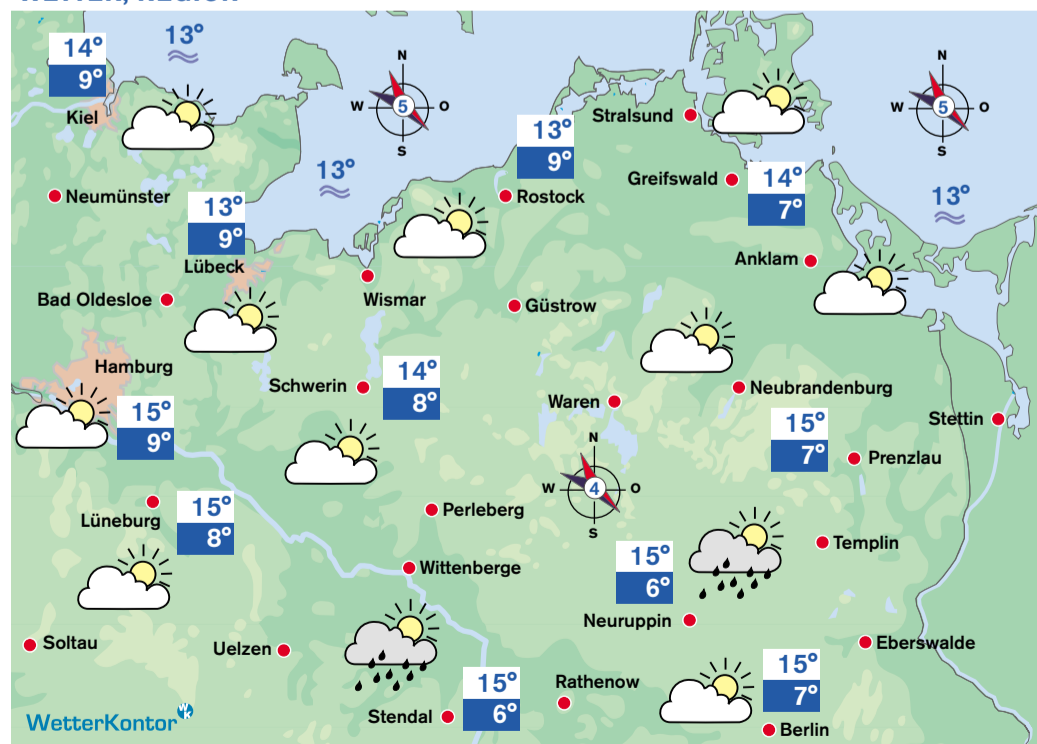 WETTER, REGION
13°
14°
9°
Kiel
N
W 5 O
S
N
W 5 O
S
Stralsund
13°
9°
Rostock
13°
Greifswald
14°
7°
13°
Neumünster
13°
9°
Lübeck
Anklam
Bad Oldesloe
Wismar
Güstrow
Hamburg
15°
9°
Schwerin
14°
8°
Waren
Neubrandenburg
Stettin
15°
7°
Prenzlau
N
W 4 O
S
Lüneburg
15°
8°
Perleberg
Templin
Wittenberge
15°
6°
Neuruppin
Soltau
Uelzen
Eberswalde
Stendal
15°
6°
Rathenow
15°
7°
Berlin
WetterKontor
WK